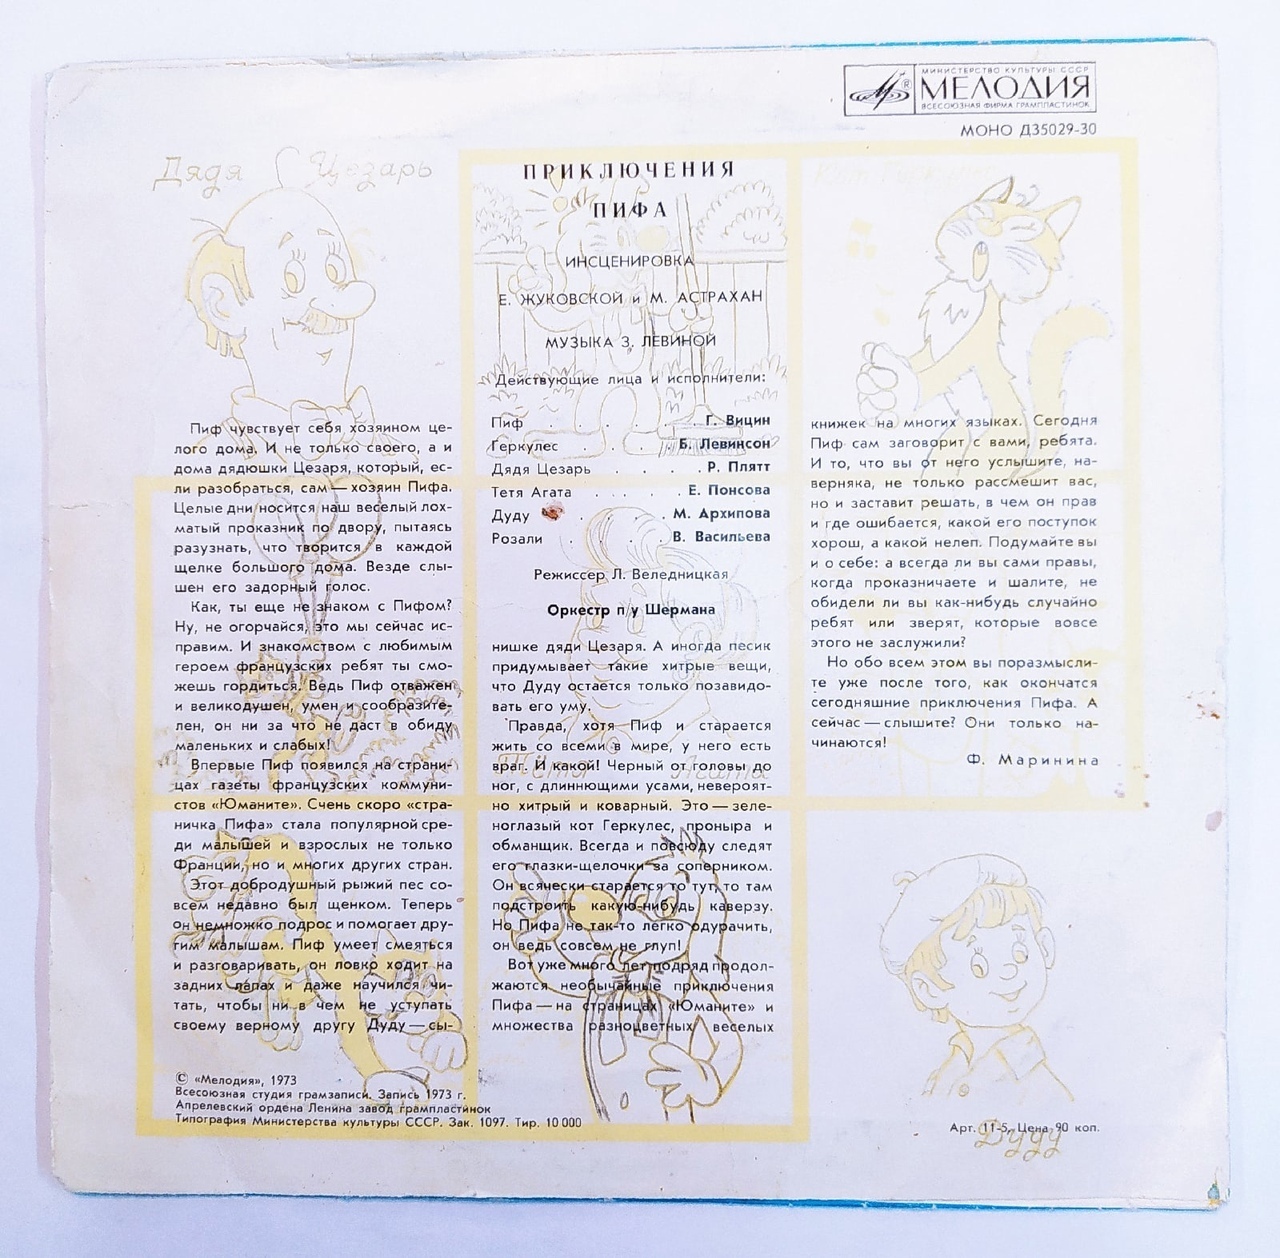 МИНИСТЕРСТВО КУЛЬТУРЫ СССР
МЕЛОДИЯ
ВСЕСОЮЗНАЯ ФИРМА ГРАМПЛАСТИНОК
МОНО Д35029-30
Дядя Цезарь
Пиф чувствует себя хозяином це-
лого дома. И не только своего, а и
дома дядюшки Цезаря, который, ес-
ли разобраться, сам — хозяин Пифа.
Целые дни носится наш веселый лох-
матый проказник по двору, пытаясь
разузнать, что творится в каждой
щелке большого дома. Везде слы-
шен его задорный голос.
Как, ты еще не знаком с Пифом?
Ну, не огорчайся, это мы сейчас ис-
правим. И знакомством с любимым
героем французских ребят ты смо-
жешь гордиться. Ведь Пиф отважен
и великодушен, умен и сообразите-
лен, он ни за что не даст в обиду
маленьких и слабых!
Впервые Пиф появился на страни-
цах газеты французских коммуни-
стов «Юманите». Счень скоро «стра-
ничка Пифа» стала популярной сре-
ди малышей и взрослых не только
Франции, но и многих других стран.
Этот добродушный рыжий пес со-
всем недавно был щенком. Теперь
он немножко подрос и помогает дру-
гим малышам. Пиф умеет смеяться
и разговаривать, он ловко ходит на
задних лапах и даже научился чи-
тать, чтобы ни в чем не уступать
своему верному другу Дуду — сы-
ПРИКЛЮЧЕНИЯ
ПИФА
ИНСЦЕНИРОВКА
Е. ЖУКОВСКОЙ и М. АСТРАХАН
МУЗЫКА З. ЛЕВИНОЙ
Действующие лица и исполнители:
Пиф . . . . . Г. Вицин
Геркулес . . . . Б. Левинсон
Дядя Цезарь . . . . Р. Плятт
Тетя Агата . . . . Е. Понсова
Дуду . . . . М. Архипова
Розали . . . . В. Васильева
Режиссер Л. Веледницкая
Оркестр п/у Шермана
нишке дяди Цезаря. А иногда песик
придумывает такие хитрые вещи,
что Дуду остается только позавидо-
вать его уму.
Правда, хотя Пиф и старается
жить со всеми в мире, у него есть
враг. И какой! Черный от головы до
ног, с длиннющими усами, невероят-
но хитрый и коварный. Это — зеле-
ноглазый кот Геркулес, проныра и
обманщик. Всегда и повсюду следят
его глазки-щелочки за соперником.
Он всячески старается то тут, то там
подстроить какую-нибудь каверзу.
Но Пифа не так-то легко одурачить,
он ведь совсем не глуп!
Вот уже много лет подряд продол-
жаются необычайные приключения
Пифа — на страницах «Юманите» и
множества разноцветных веселых
Тётя Агата
книжек на многих языках. Сегодня
Пиф сам заговорит с вами, ребята.
И то, что вы от него услышите, на-
верняка, не только рассмешит вас,
но и заставит решать, в чем он прав
и где ошибается, какой его поступок
хорош, а какой нелеп. Подумайте вы
и о себе: а всегда ли вы сами правы,
когда проказничаете и шалите, не
обидели ли вы как-нибудь случайно
ребят или зверят, которые вовсе
этого не заслужили?
Но обо всем этом вы поразмысли-
те уже после того, как окончатся
сегодняшние приключения Пифа. А
сейчас — слышите? Они только на-
чинаются!
Ф. Маринина
© «Мелодия», 1973
Всесоюзная студия грамзаписи. Запись 1973 г.
Апрелевский ордена Ленина завод грампластинок
Типография Министерства культуры СССР. Зак. 1097. Тир. 10 000
Арт. 11-5, Цена 90 коп.
Дуду